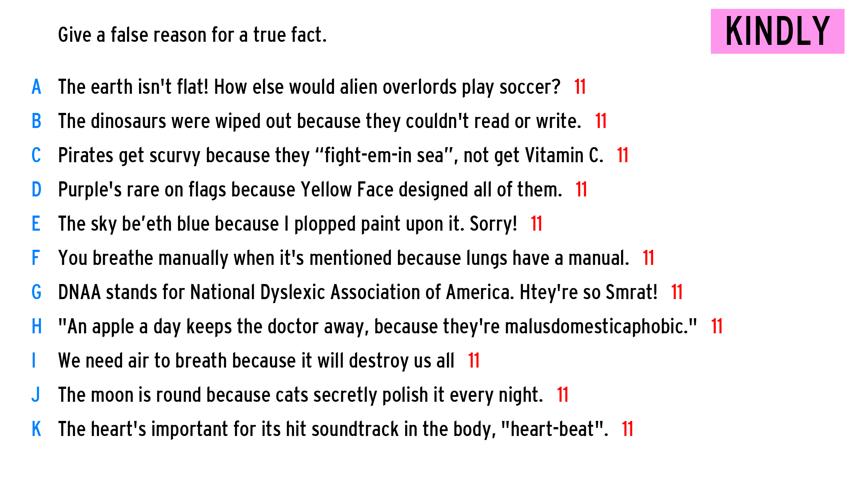 KINDLY
Give a false reason for a true fact.
A The earth isn't flat! How else would alien overlords play soccer? 11
B The dinosaurs were wiped out because they couldn't read or write. 11
C Pirates get scurvy because they “fight-em-in sea”, not get Vitamin C. 11
D Purple's rare on flags because Yellow Face designed all of them. 11
E The sky be’eth blue because I plopped paint upon it. Sorry! 11
F You breathe manually when it's mentioned because lungs have a manual. 11
G DNAA stands for National Dyslexic Association of America. Htey're so Smrat! 11
H "An apple a day keeps the doctor away, because they're malusdomesticaphobic." 11
I We need air to breath because it will destroy us all 11
J The moon is round because cats secretly polish it every night. 11
K The heart's important for its hit soundtrack in the body, "heart-beat". 11